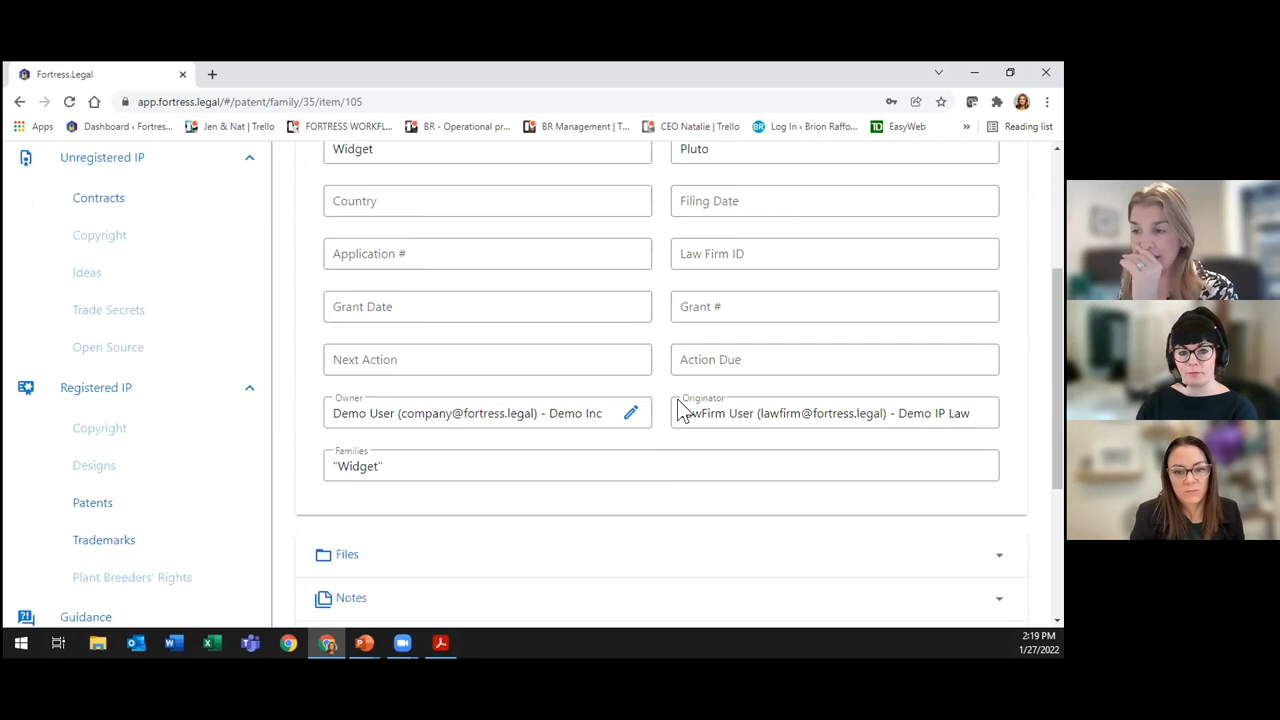 Fortress.Legal
app.fortress.legal/#/patent/family/35/item/105
Apps
Dashboard ‹ Fortres...
Jen & Nat | Trello
FORTRESS WORKFL...
BR - Operational pr...
BR Management | T...
CEO Natalie | Trello
Log In ‹ Brion Raffo...
EasyWeb
»
Reading list
Unregistered IP
Contracts
Copyright
Ideas
Trade Secrets
Open Source
Registered IP
Copyright
Designs
Patents
Trademarks
Plant Breeders' Rights
Guidance
Widget
Pluto
Country
Filing Date
Application #
Law Firm ID
Grant Date
Grant #
Next Action
Action Due
Owner
Demo User (company@fortress.legal) - Demo Inc
Originator
User (lawfirm@fortress.legal) - Demo IP Law
Families
"Widget"
Files
Notes
2:19 PM
1/27/2022